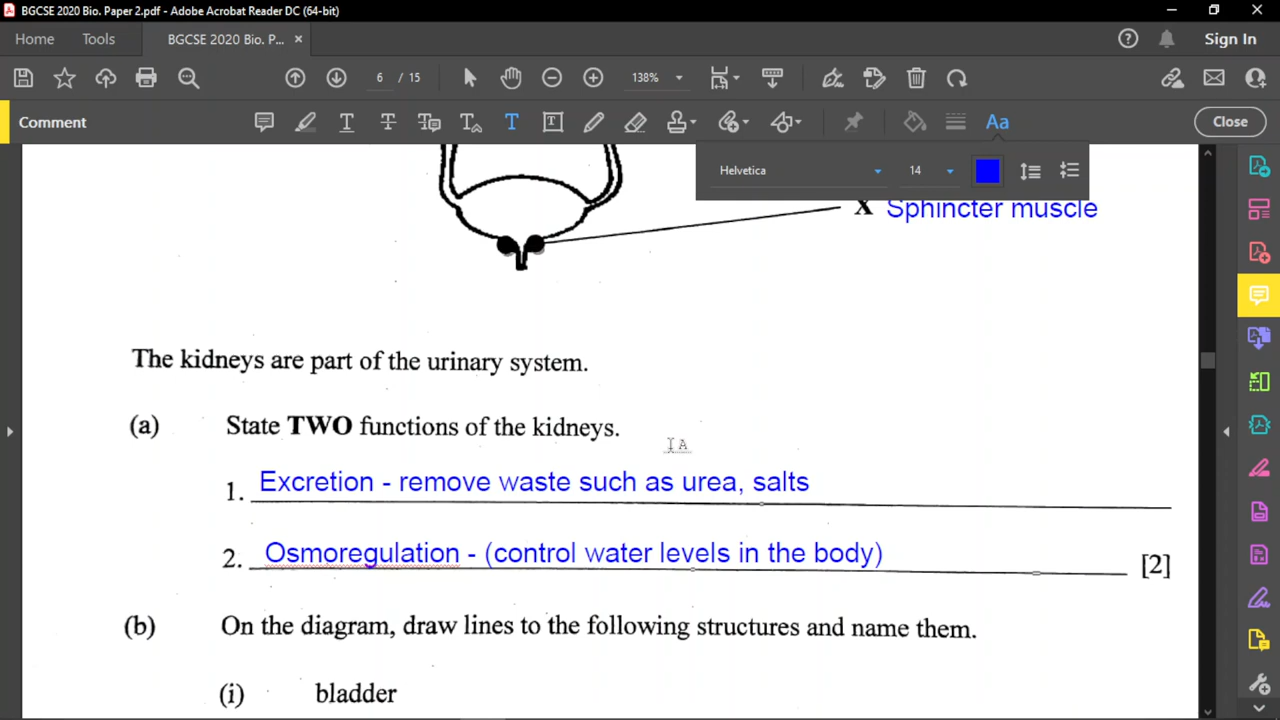 BGCSE 2020 Bio. Paper 2.pdf - Adobe Acrobat Reader DC (64-bit)
Home Tools BGCSE 2020 Bio. P... × Sign In
6 / 15 138%
Comment Close
Helvetica 14
X Sphincter muscle
The kidneys are part of the urinary system.
(a) State TWO functions of the kidneys.
1. Excretion - remove waste such as urea, salts
2. Osmoregulation - (control water levels in the body) [2]
(b) On the diagram, draw lines to the following structures and name them.
(i) bladder